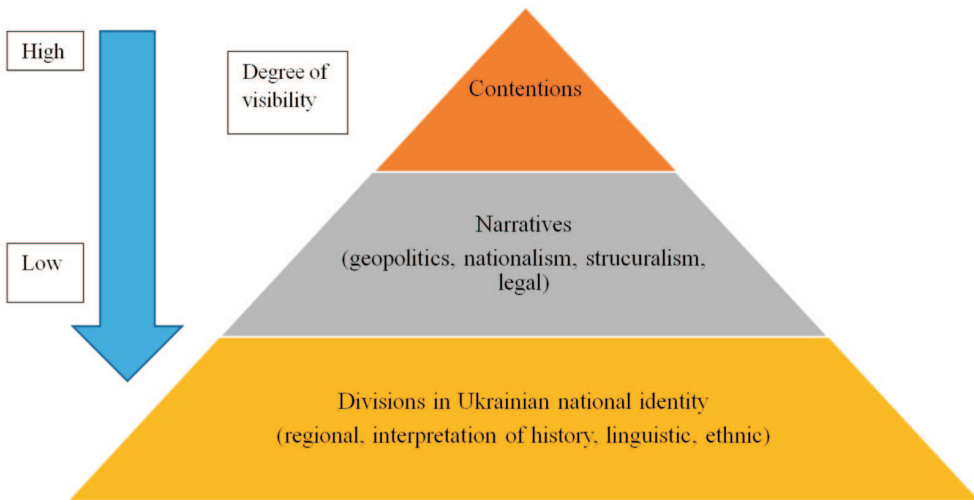 High
Degree of
visibility
Contentions
Low
Narratives
(geopolitics, nationalism, strucuralism,
legal)
Divisions in Ukrainian national identity
(regional, interpretation of history, linguistic, ethnic)